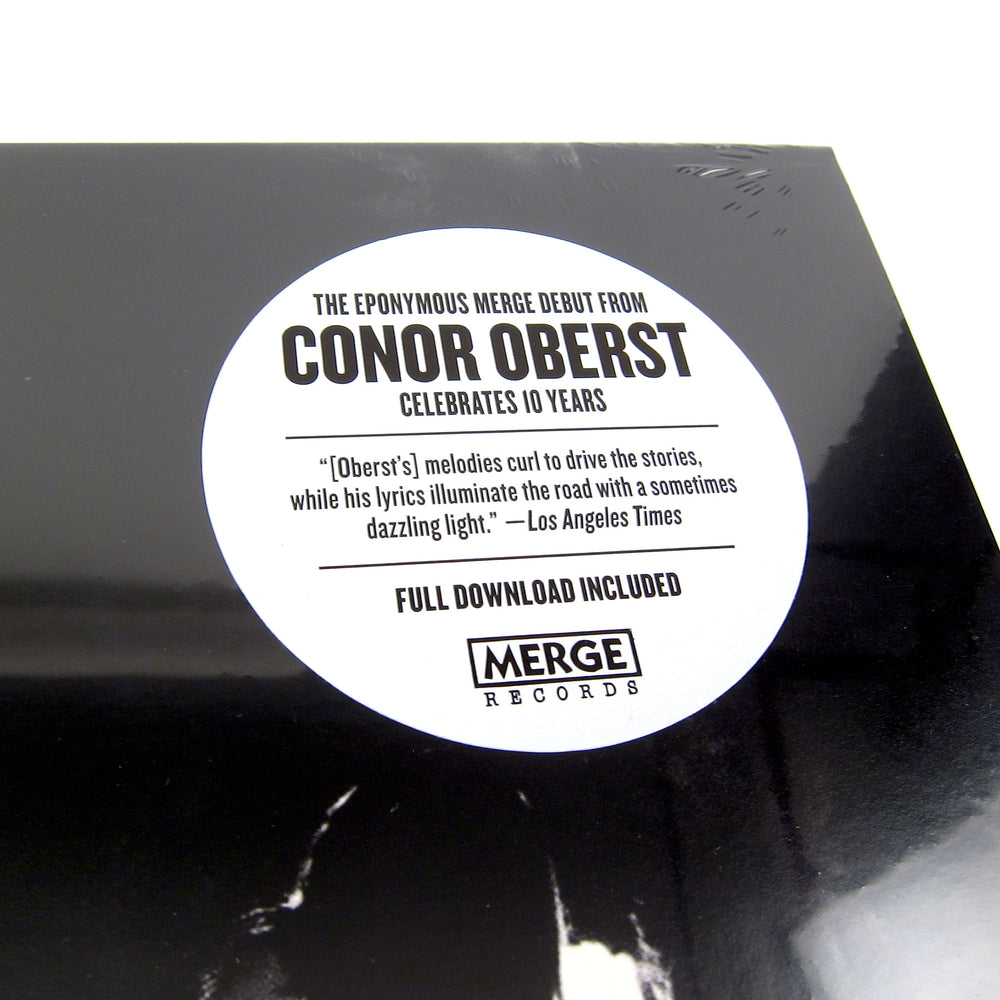 THE EPONYMOUS MERGE DEBUT FROM
CONOR OBERST
CELEBRATES 10 YEARS
“[Oberst’s] melodies curl to drive the stories,
while his lyrics illuminate the road with a sometimes
dazzling light.” —Los Angeles Times
FULL DOWNLOAD INCLUDED
MERGE
RECORDS